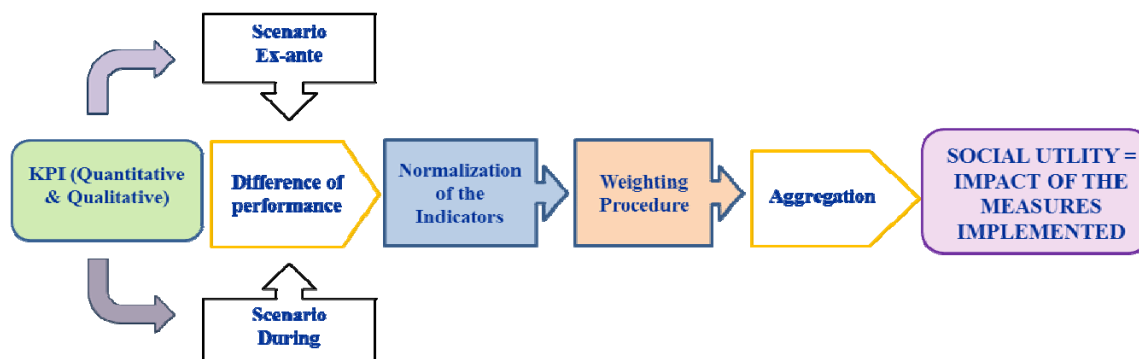 Scenario
Ex-ante
KPI (Quantitative
& Qualitative)
Difference of
performance
Normalization
of the
Indicators
Weighting
Procedure
Aggregation
SOCIAL UTLITY =
IMPACT OF THE
MEASURES
IMPLEMENTED
Scenario
During